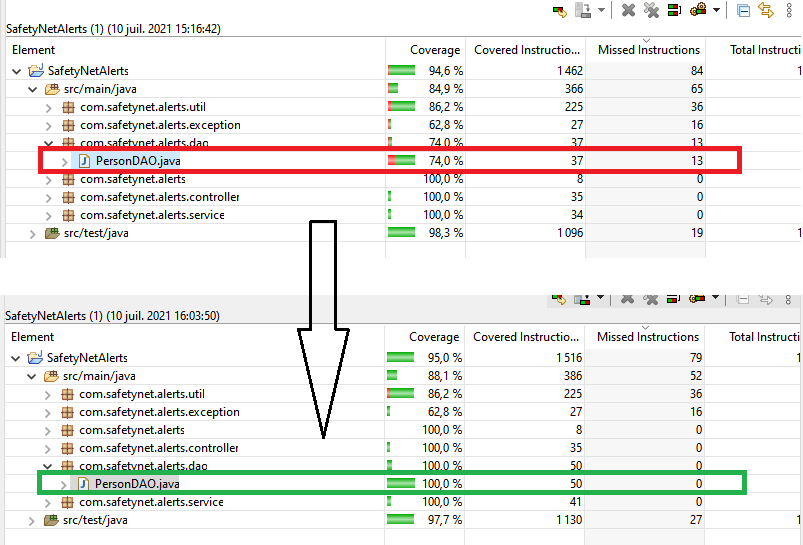 SafetyNetAlerts (1) (10 juil. 2021 15:16:42)
Element Coverage Covered Instructio... Missed Instructions Total Instruct
SafetyNetAlerts 94,6 % 1 462 84 1
src/main/java 84,9 % 366 65
com.safetynet.alerts.util 86,2 % 225 36
com.safetynet.alerts.exception 62,8 % 27 16
com.safetynet.alerts.dao 74,0 % 37 13
PersonDAO.java 74,0 % 37 13
com.safetynet.alerts 100,0 % 8 0
com.safetynet.alerts.controller 100,0 % 35 0
com.safetynet.alerts.service 100,0 % 34 0
src/test/java 98,3 % 1 096 19 1
SafetyNetAlerts (1) (10 juil. 2021 16:03:50)
Element Coverage Covered Instructio... Missed Instructions Total Instructi
SafetyNetAlerts 95,0 % 1 516 79 1
src/main/java 88,1 % 386 52
com.safetynet.alerts.util 86,2 % 225 36
com.safetynet.alerts.exception 62,8 % 27 16
com.safetynet.alerts 100,0 % 8 0
com.safetynet.alerts.controller 100,0 % 35 0
com.safetynet.alerts.dao 100,0 % 50 0
PersonDAO.java 100,0 % 50 0
com.safetynet.alerts.service 100,0 % 41 0
src/test/java 97,7 % 1 130 27 1